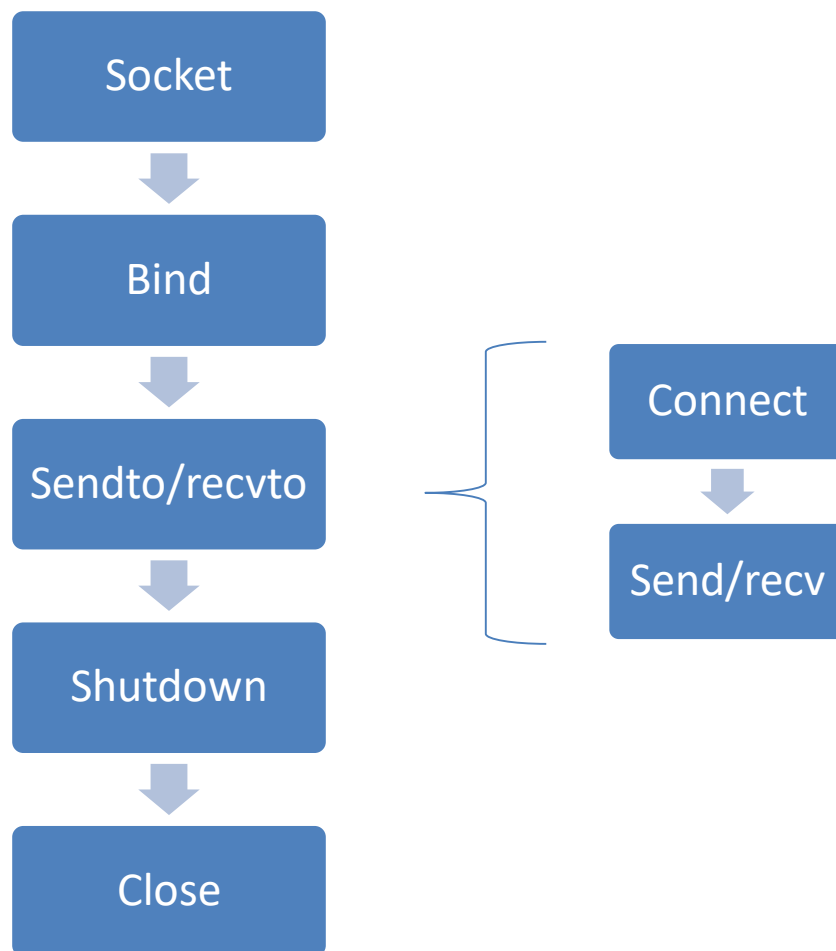 Socket
Bind
Sendto/recvto
Shutdown
Close
Connect
Send/recv